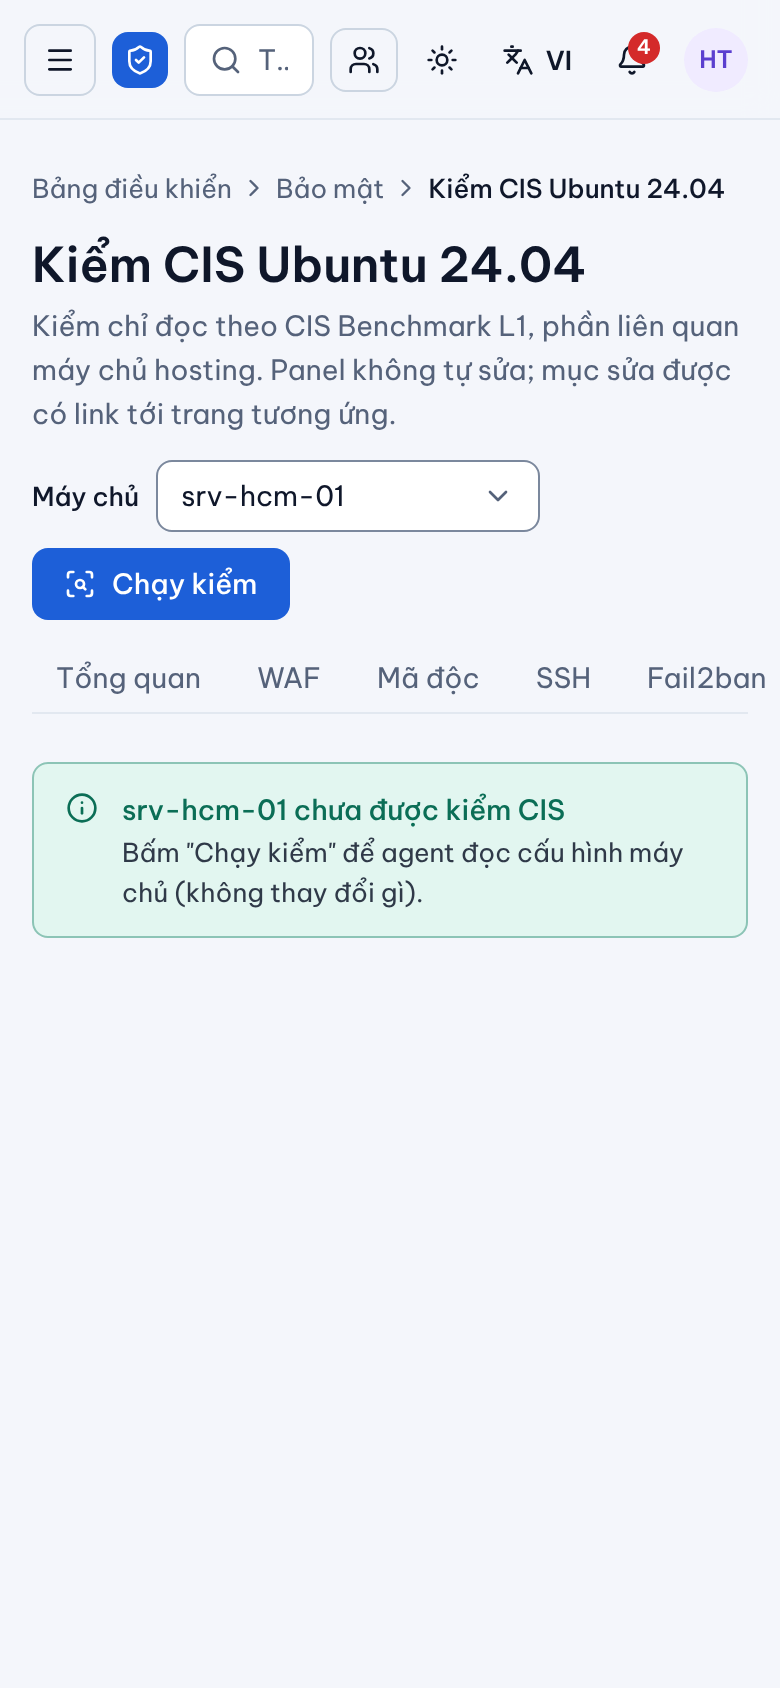 T..
VI
4
HT
Bảng điều khiển > Bảo mật > Kiểm CIS Ubuntu 24.04
Kiểm CIS Ubuntu 24.04
Kiểm chỉ đọc theo CIS Benchmark L1, phần liên quan
máy chủ hosting. Panel không tự sửa; mục sửa được
có link tới trang tương ứng.
Máy chủ srv-hcm-01
Chạy kiểm
Tổng quan WAF Mã độc SSH Fail2ban
srv-hcm-01 chưa được kiểm CIS
Bấm "Chạy kiểm" để agent đọc cấu hình máy
chủ (không thay đổi gì).